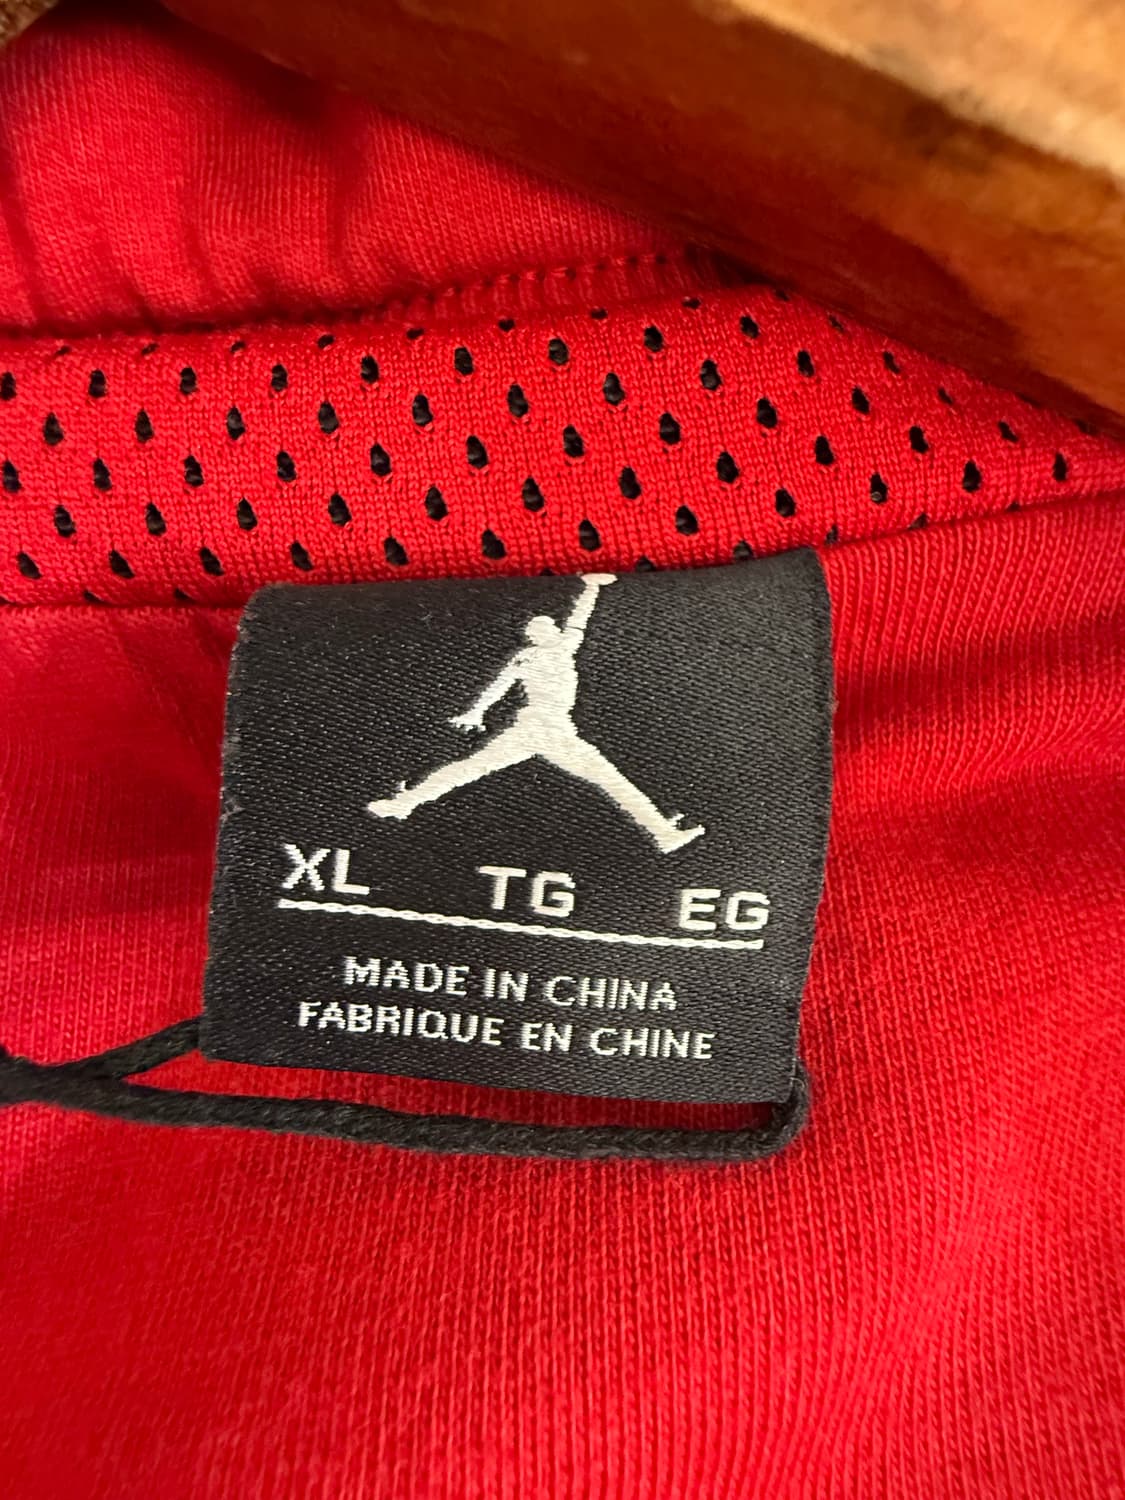 XL TG EG
MADE IN CHINA
FABRIQUE EN CHINE